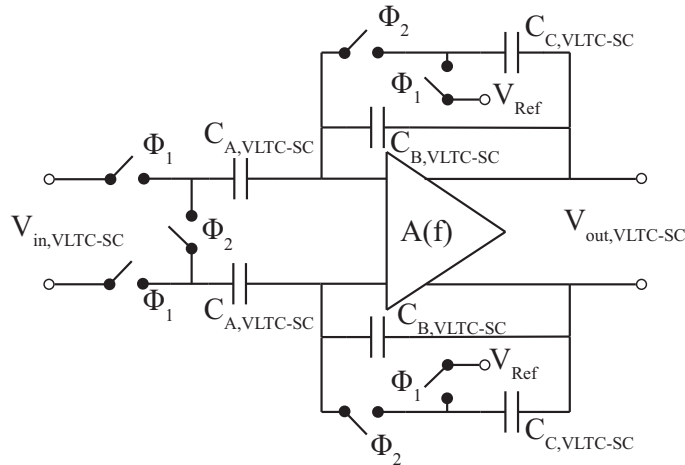 Φ2
CC,VLTC-SC
Φ1
VRef
Φ1
CA,VLTC-SC
CB,VLTC-SC
Vin,VLTC-SC
Φ2
A(f)
Vout,VLTC-SC
Φ1
CA,VLTC-SC
CB,VLTC-SC
Φ1
VRef
Φ2
CC,VLTC-SC